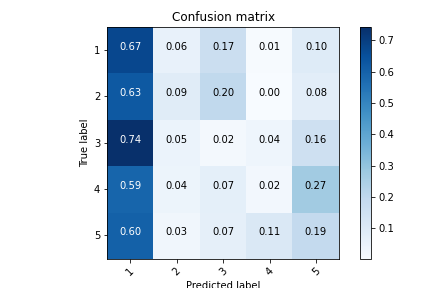 Confusion matrix
1 0.67 0.06 0.17 0.01 0.10
2 0.63 0.09 0.20 0.00 0.08
3 0.74 0.05 0.02 0.04 0.16
4 0.59 0.04 0.07 0.02 0.27
5 0.60 0.03 0.07 0.11 0.19
1 2 3 4 5
True label
Predicted label
0.7
0.6
0.5
0.4
0.3
0.2
0.1